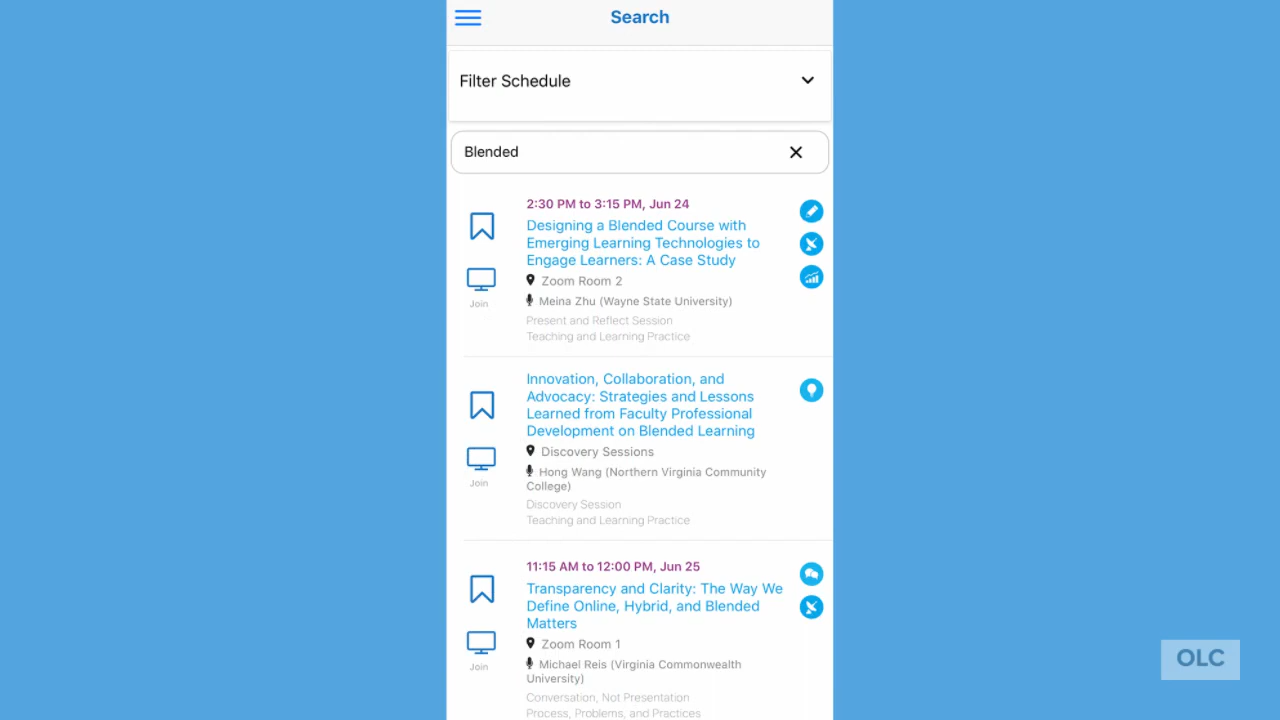 Search
Filter Schedule
Blended
2:30 PM to 3:15 PM, Jun 24
Designing a Blended Course with
Emerging Learning Technologies to
Engage Learners: A Case Study
Zoom Room 2
Join
Meina Zhu (Wayne State University)
Present and Reflect Session
Teaching and Learning Practice
Innovation, Collaboration, and
Advocacy: Strategies and Lessons
Learned from Faculty Professional
Development on Blended Learning
Discovery Sessions
Hong Wang (Northern Virginia Community
College)
Join
Discovery Session
Teaching and Learning Practice
11:15 AM to 12:00 PM, Jun 25
Transparency and Clarity: The Way We
Define Online, Hybrid, and Blended
Matters
Zoom Room 1
Michael Reis (Virginia Commonwealth
University)
Join
Conversation, Not Presentation
Process, Problems, and Practices
OLC